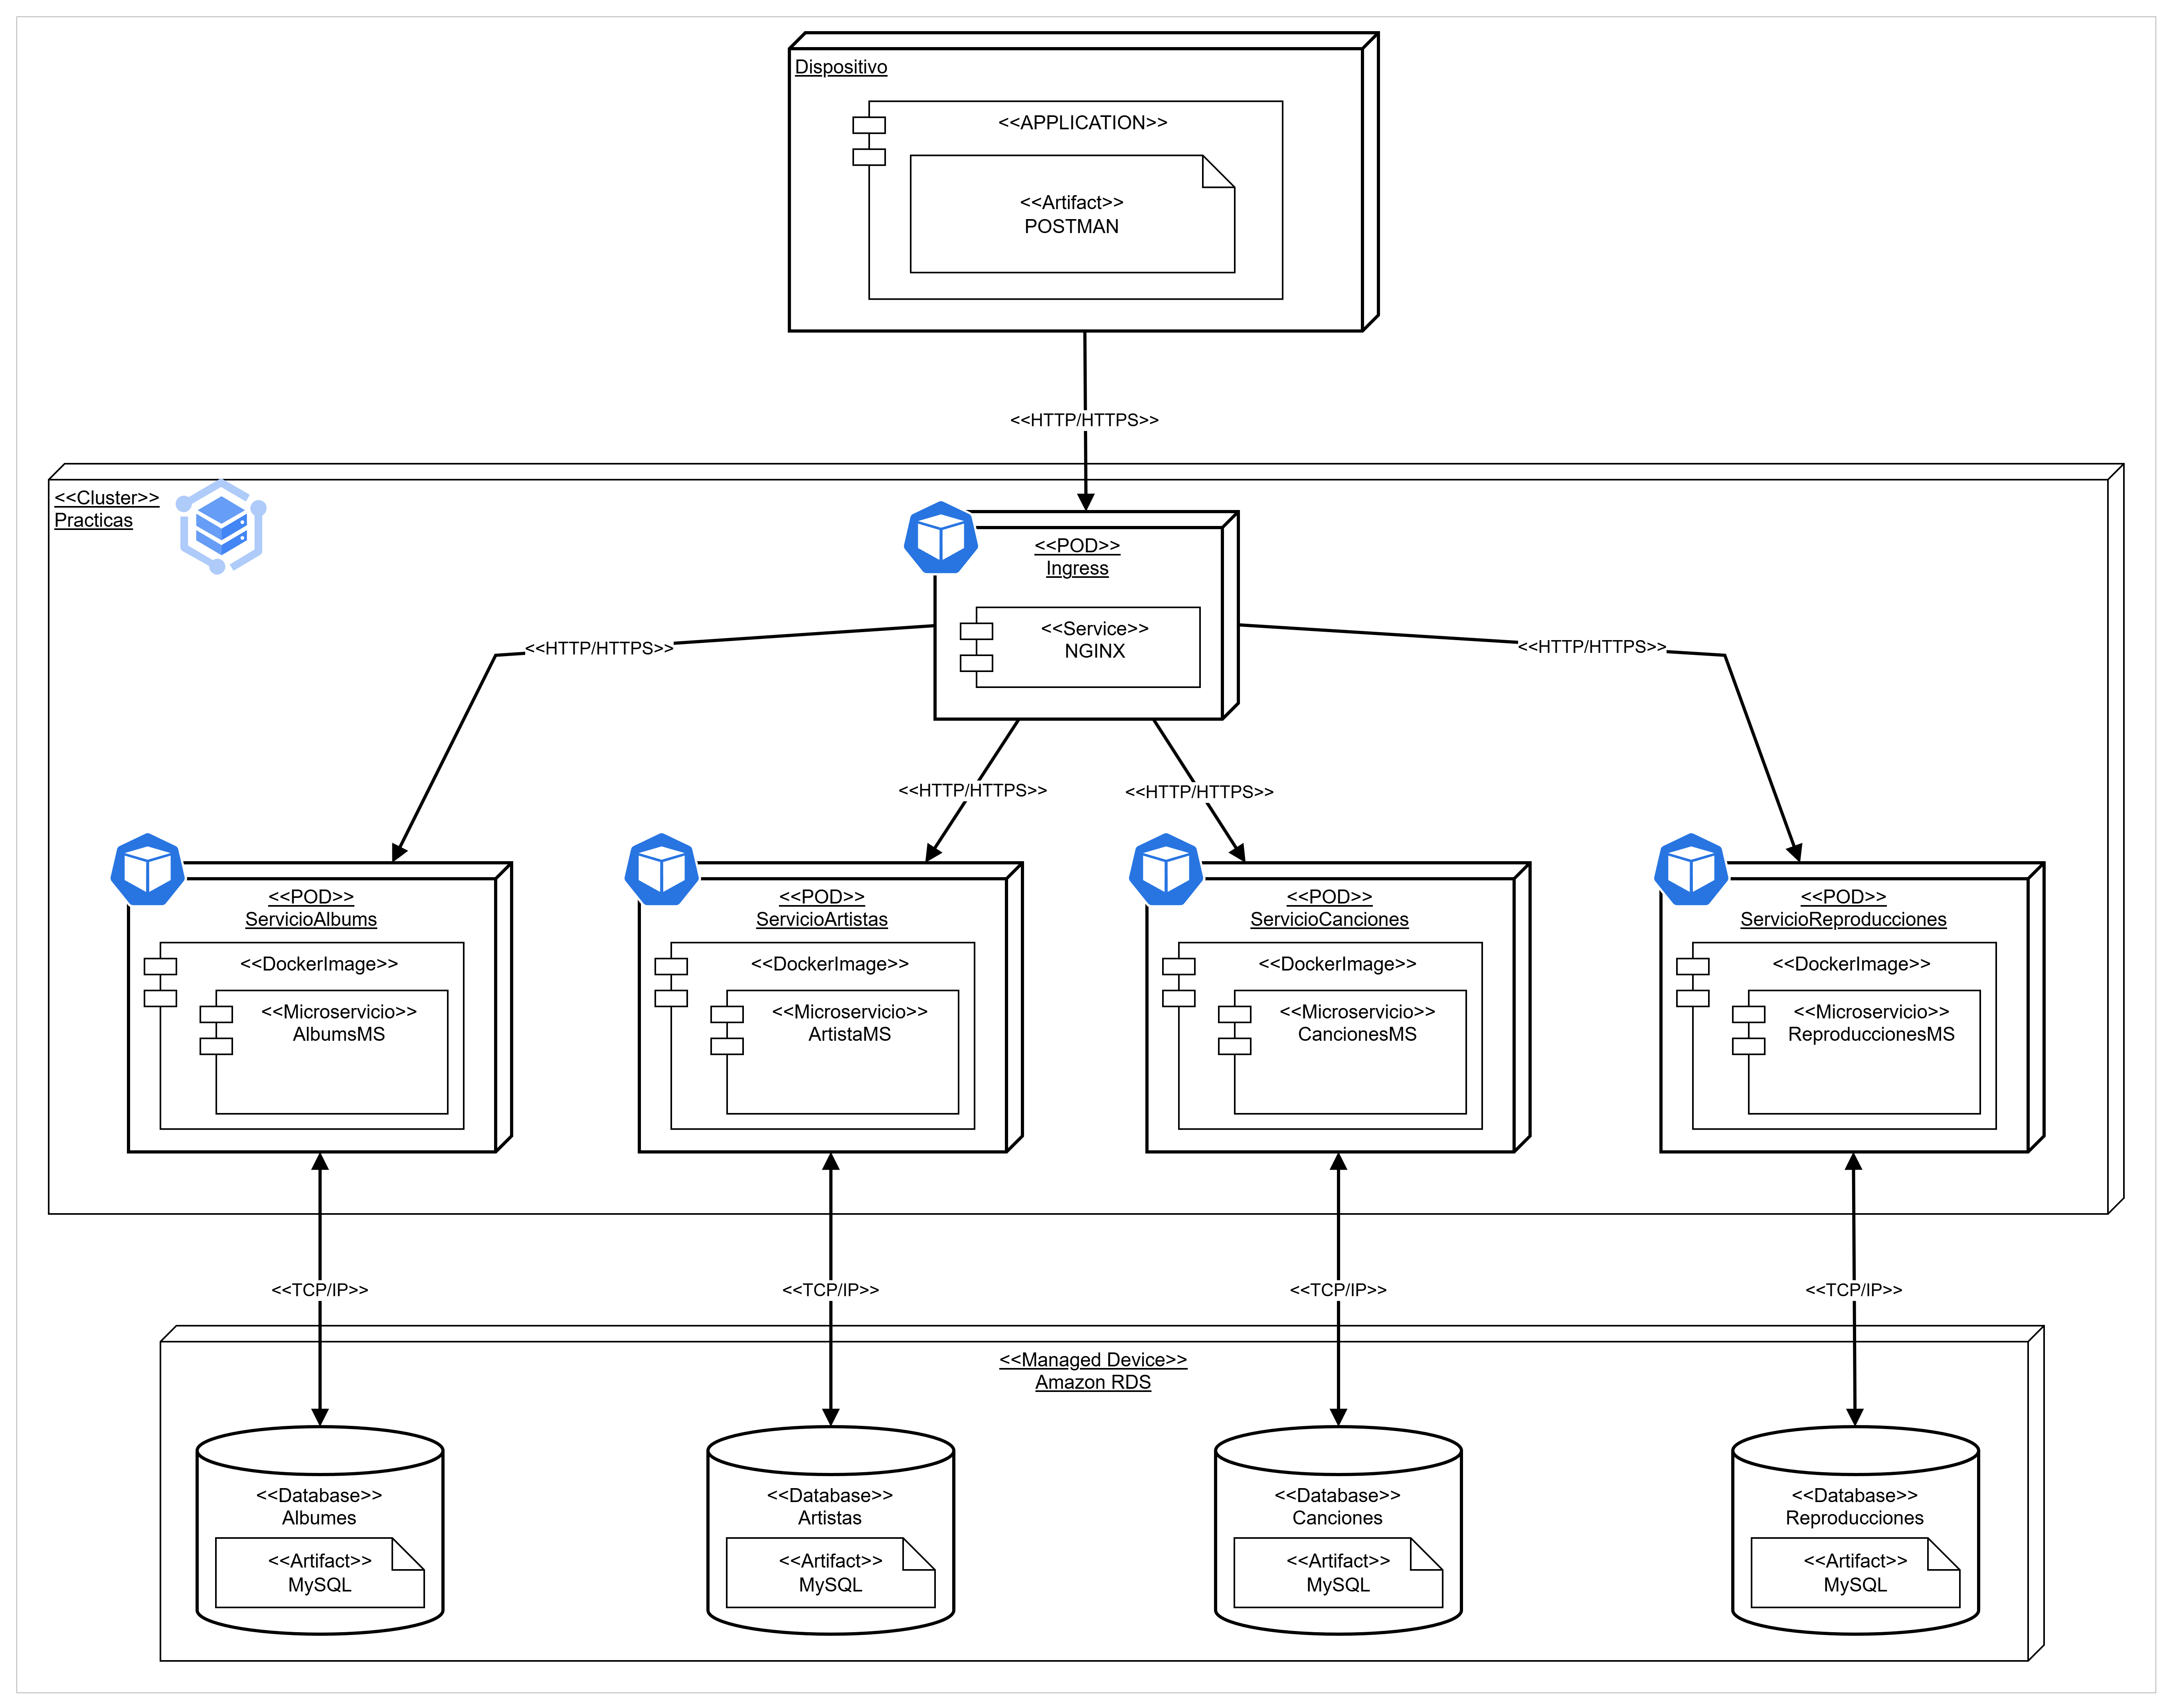 Dispositivo
<<APPLICATION>>
<<Artifact>>
POSTMAN
<<HTTP/HTTPS>>
<<Cluster>>
Practicas
<<POD>>
Ingress
<<Service>>
NGINX
<<HTTP/HTTPS>>
<<HTTP/HTTPS>>
<<HTTP/HTTPS>>
<<HTTP/HTTPS>>
<<POD>>
ServicioAlbums
<<DockerImage>>
<<Microservicio>>
AlbumsMS
<<POD>>
ServicioArtistas
<<DockerImage>>
<<Microservicio>>
ArtistaMS
<<POD>>
ServicioCanciones
<<DockerImage>>
<<Microservicio>>
CancionesMS
<<POD>>
ServicioReproducciones
<<DockerImage>>
<<Microservicio>>
ReproduccionesMS
<<TCP/IP>>
<<TCP/IP>>
<<TCP/IP>>
<<TCP/IP>>
<<Managed Device>>
Amazon RDS
<<Database>>
Albumes
<<Artifact>>
MySQL
<<Database>>
Artistas
<<Artifact>>
MySQL
<<Database>>
Canciones
<<Artifact>>
MySQL
<<Database>>
Reproducciones
<<Artifact>>
MySQL